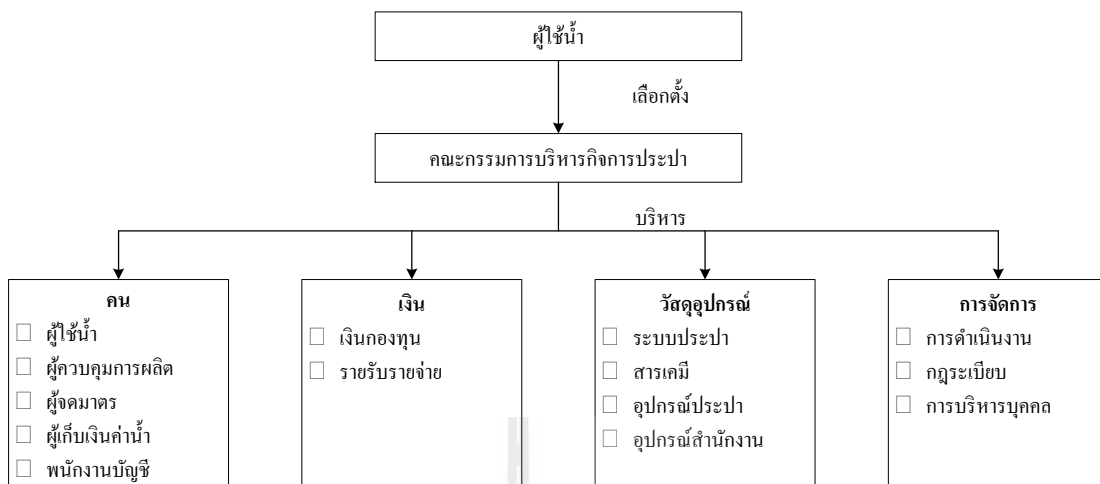 ผู้ใช้น้ำ
เลือกตั้ง
คณะกรรมการบริหารกิจการประปา
บริหาร
คน
☐ ผู้ใช้น้ำ
☐ ผู้ควบคุมการผลิต
☐ ผู้จดมาตร
☐ ผู้เก็บเงินค่าน้ำ
☐ พนักงานบัญชี
เงิน
☐ เงินกองทุน
☐ รายรับรายจ่าย
วัสดุอุปกรณ์
☐ ระบบประปา
☐ สารเคมี
☐ อุปกรณ์ประปา
☐ อุปกรณ์สำนักงาน
การจัดการ
☐ การดำเนินงาน
☐ กฎระเบียบ
☐ การบริหารบุคคล